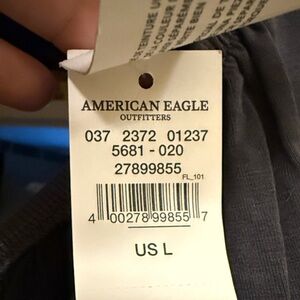 AMERICAN EAGLE
OUTFITTERS
037 2372 01237
5681 - 020
27899855
FL_101
4 00278 99855 7
US L